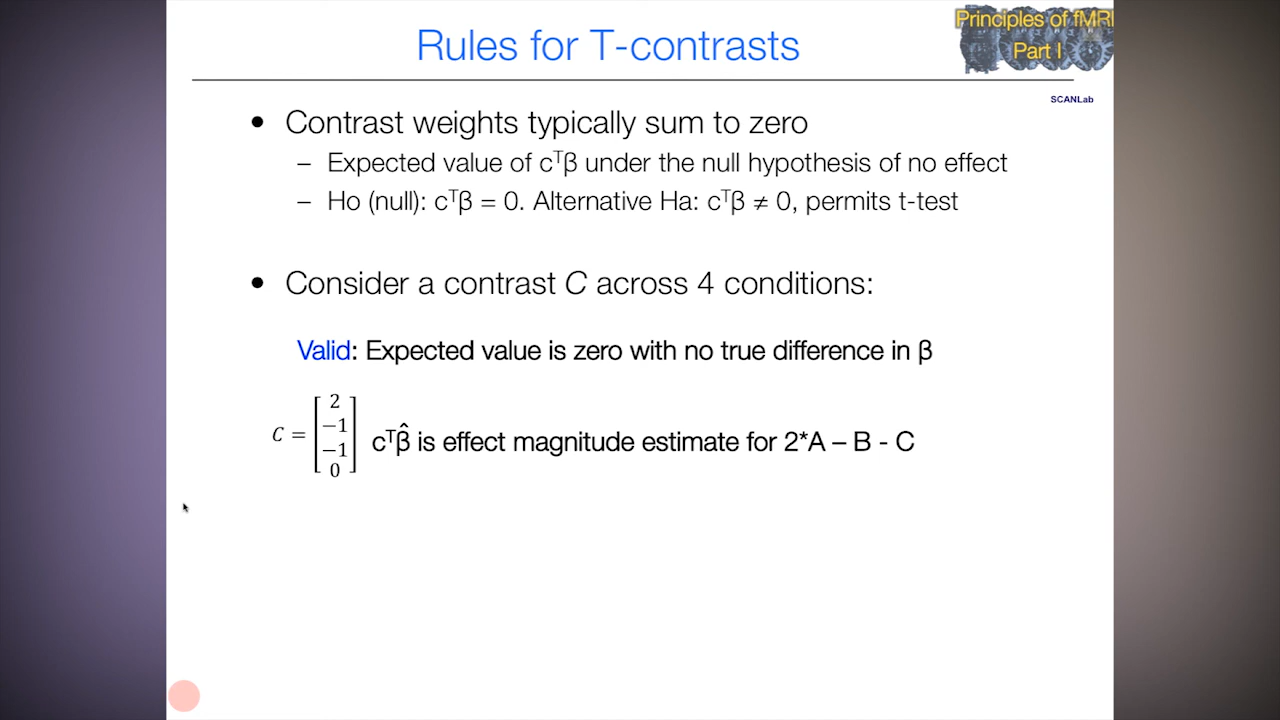 Rules for T-contrasts
Principles of fMRI
Part I
SCANLab
• Contrast weights typically sum to zero
– Expected value of cᵀβ under the null hypothesis of no effect
– Ho (null): cᵀβ = 0. Alternative Ha: cᵀβ ≠ 0, permits t-test
• Consider a contrast C across 4 conditions:
Valid: Expected value is zero with no true difference in β
C = [2 −1 −1 0]
cᵀβ̂ is effect magnitude estimate for 2*A – B - C